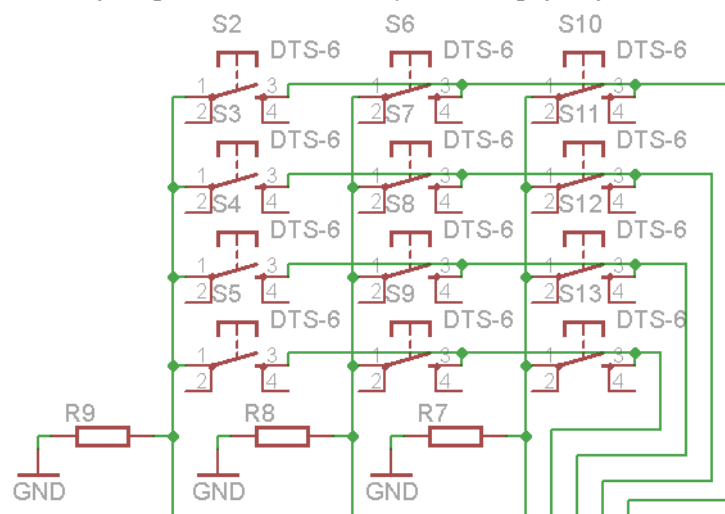 S2 S6 S10
DTS-6 DTS-6 DTS-6
1 3 1 3 1 3
2 S3 4 2 S7 4 2 S11 4
DTS-6 DTS-6 DTS-6
1 3 1 3 1 3
2 S4 4 2 S8 4 2 S12 4
DTS-6 DTS-6 DTS-6
1 3 1 3 1 3
2 S5 4 2 S9 4 2 S13 4
DTS-6 DTS-6 DTS-6
1 3 1 3 1 3
2 4 2 4 2 4
R9 R8 R7
GND GND GND